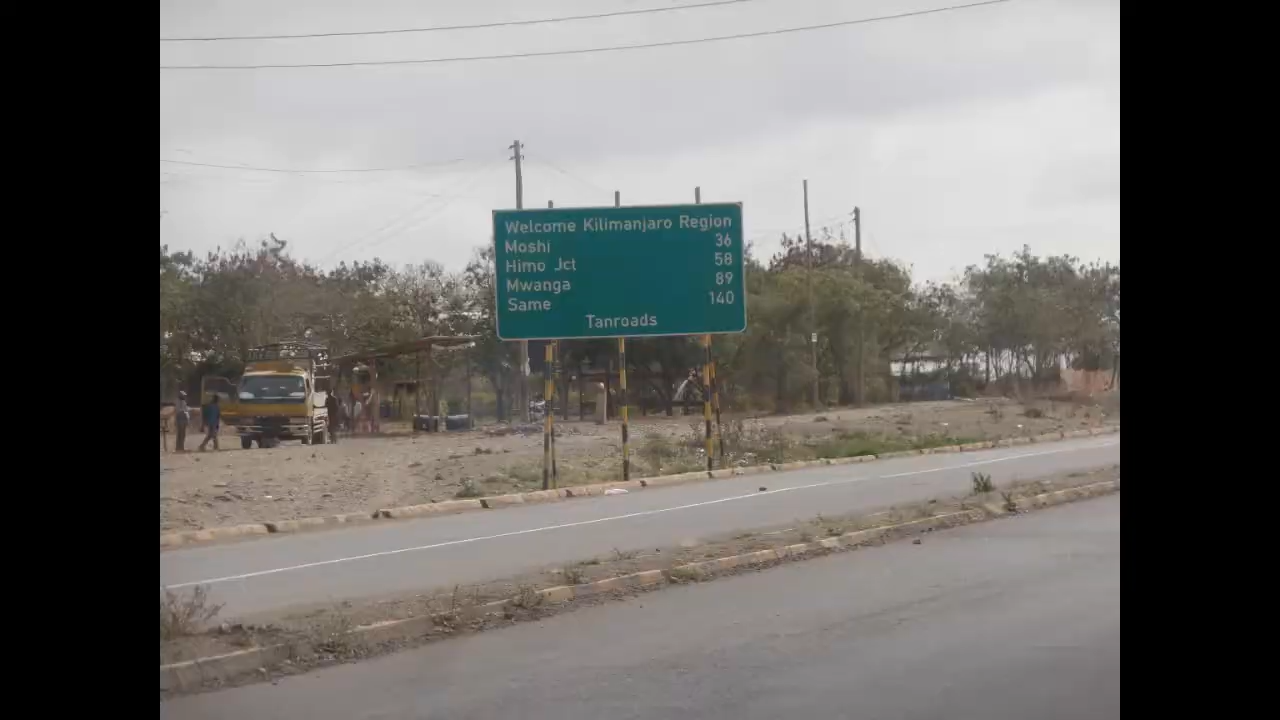 Welcome Kilimanjaro Region
Moshi 36
Himo Jct 58
Mwanga 89
Same 140
Tanroads